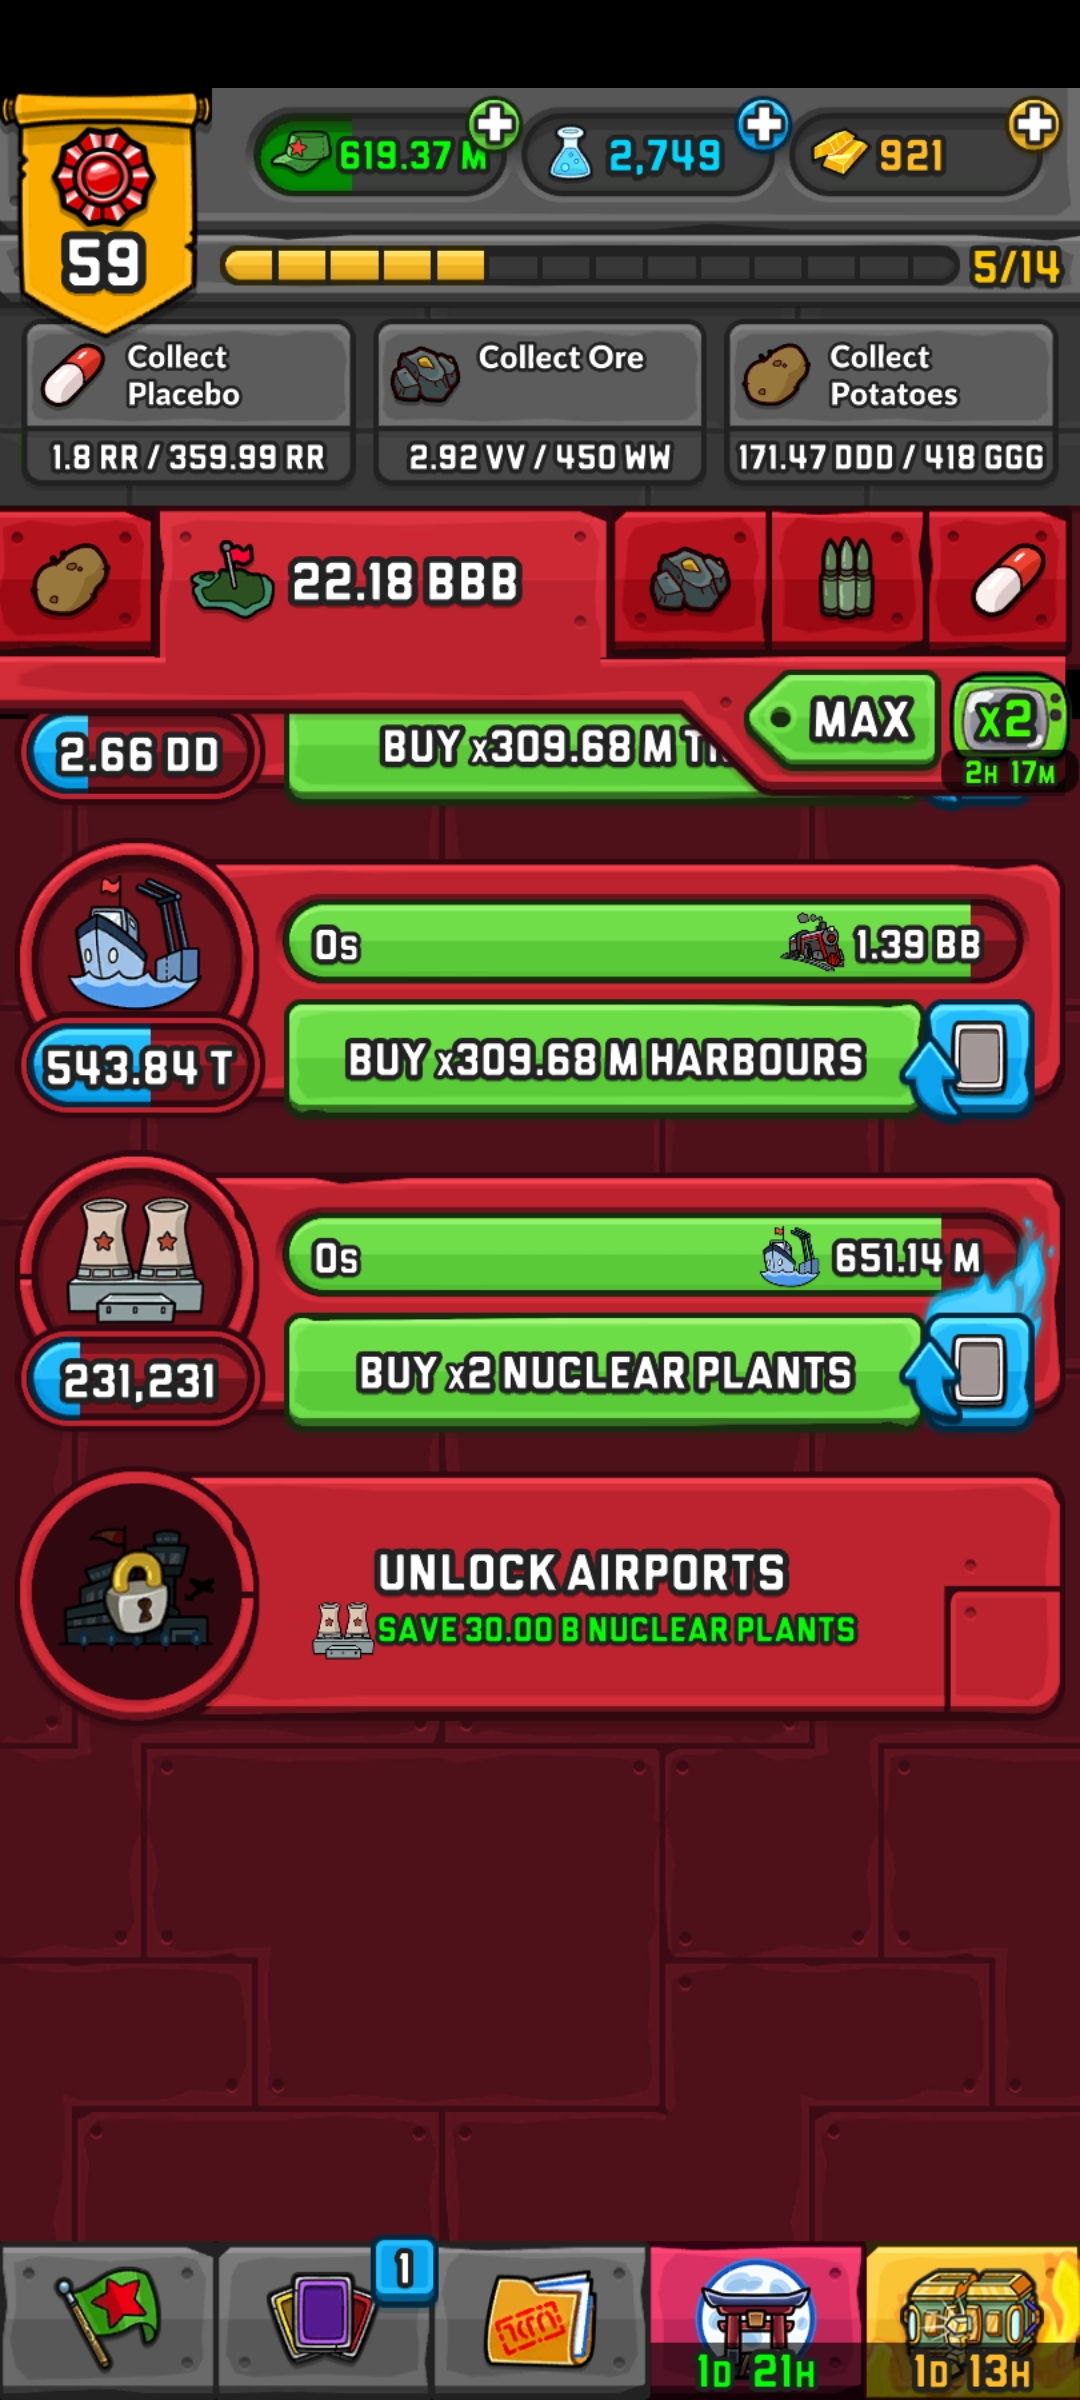 619.37 M
2,749
921
59
5/14
Collect
Placebo
1.8 RR / 359.99 RR
Collect Ore
2.92 VV / 450 WW
Collect
Potatoes
171.47 DDD / 418 GGG
22.18 BBB
MAX
x2
2H 17M
2.66 DD
BUY x309.68 M
0s
1.39 BB
543.84 T
BUY x309.68 M HARBOURS
0s
651.14 M
231,231
BUY x2 NUCLEAR PLANTS
UNLOCK AIRPORTS
SAVE 30.00 B NUCLEAR PLANTS
1
1D 21H
1D 13H